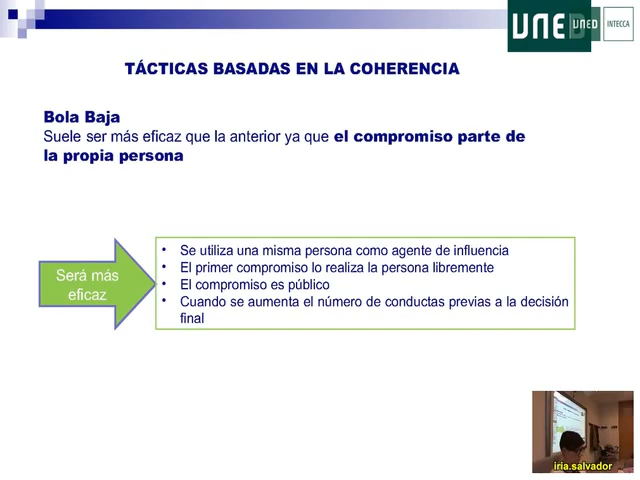 UNED
UNED
INTECCA
TÁCTICAS BASADAS EN LA COHERENCIA
Bola Baja
Suele ser más eficaz que la anterior ya que el compromiso parte de
la propia persona
Será más
eficaz
• Se utiliza una misma persona como agente de influencia
• El primer compromiso lo realiza la persona libremente
• El compromiso es público
• Cuando se aumenta el número de conductas previas a la decisión
final
iria.salvador